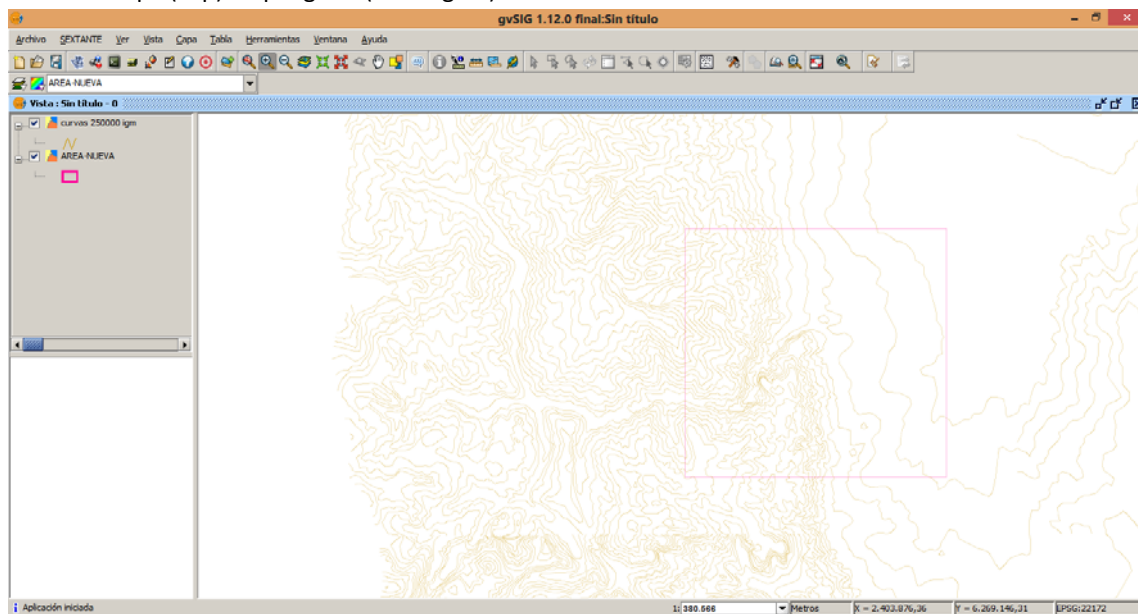 gvSIG 1.12.0 final:Sin título
Archivo SEXTANTE Ver Vista Capa Tabla Herramientas Ventana Ayuda
AREA-NUEVA
Vista : Sin título - 0
curvas 250000 igm
AREA-NUEVA
Aplicación iniciada 1: 380.566 Metros X = 2.403.876,36 Y = 6.269.146,31 EPSG:22172